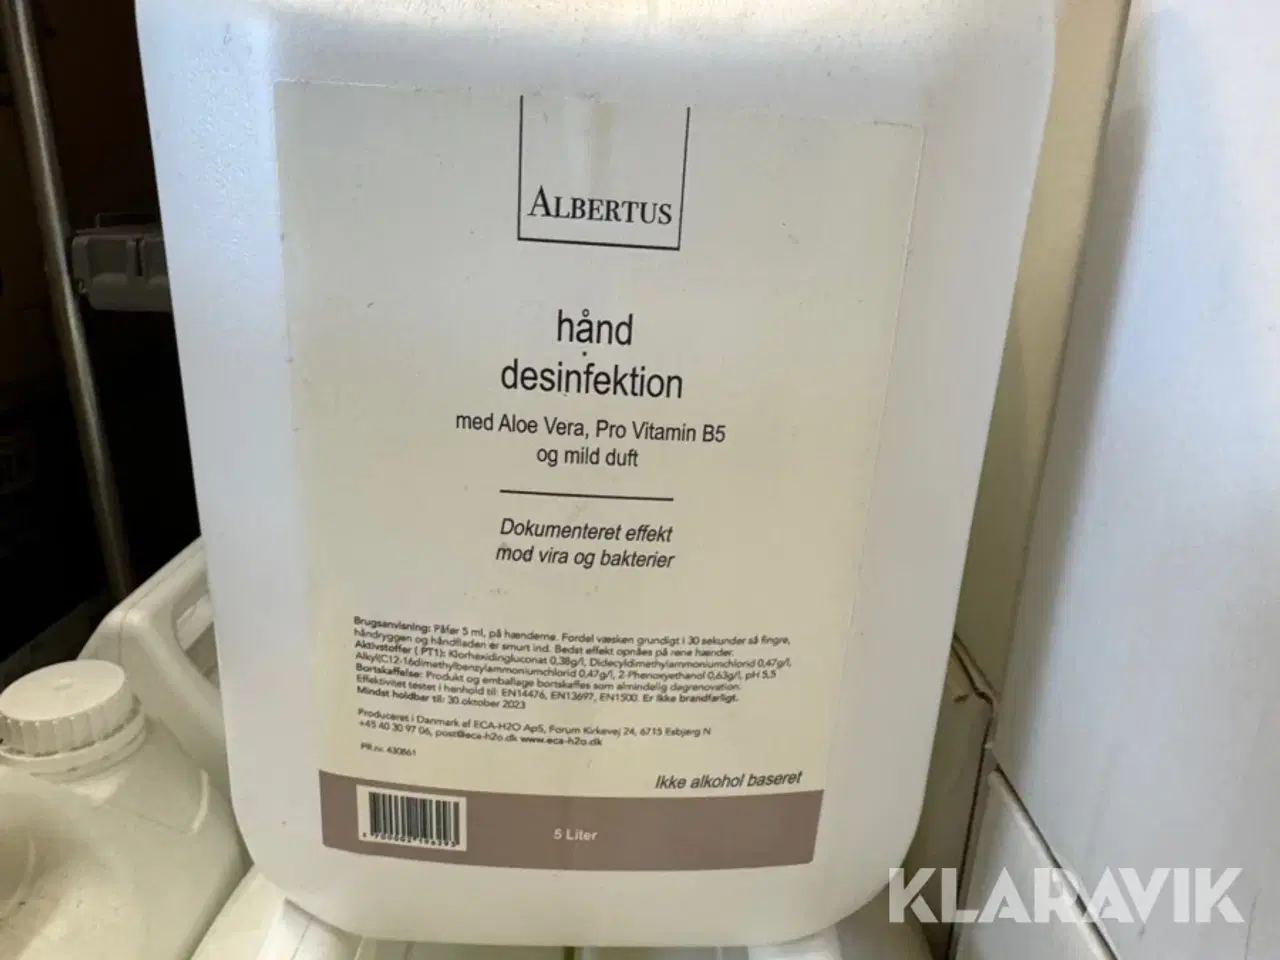 ALBERTUS
hånd
desinfektion
med Aloe Vera, Pro Vitamin B5
og mild duft
Dokumenteret effekt
mod vira og bakterier
Brugsanvisning: Påfør 5 ml, på hænderne. Fordel væsken grundigt i 30 sekunder så fingre,
håndryggen og håndfladen er smurt ind. Bedst effekt opnåes på rene hænder.
Aktivstoffer ( PT1): Klorhexidingluconat 0,38g/l, Didecyldimethylammoniumchlorid 0,47g/l,
Alkyl(C12-16dimethylbenzylammoniumchlorid 0,47g/l, 2-Phenoxyethanol 0,63g/l, pH 5,5
Bortskaffelse: Produkt og emballage bortskaffes som almindelig dagrenovation.
Effektivitet testet i henhold til: EN14476, EN13697, EN1500. Er ikke brandfarligt.
Mindst holdbar til: 30.oktober 2023
Produceret i Danmark af ECA-H2O ApS, Forum Kirkevej 24, 6715 Esbjerg N
+45 40 30 97 06, post@eca-h2o.dk www.eca-h2o.dk
PR.nr. 430861
Ikke alkohol baseret
5 Liter
KLARAVIK